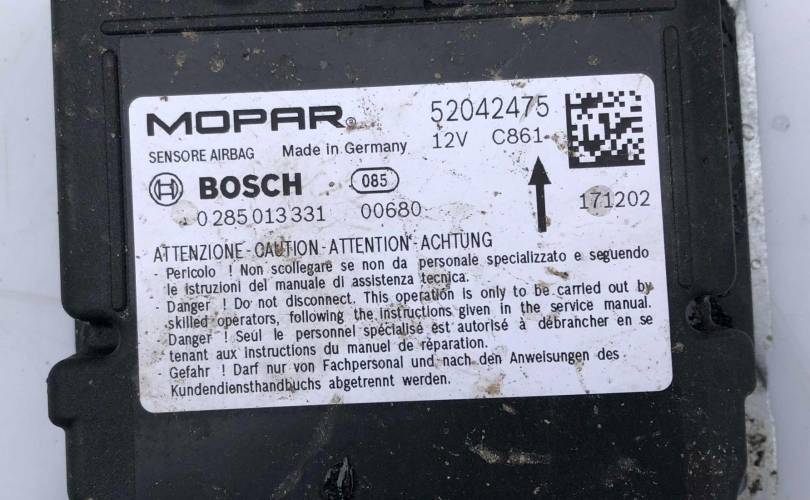 MOPAR® 52042475
SENSORE AIRBAG Made in Germany 12V C861
BOSCH 085
0 285 013 331 00680 171202
ATTENZIONE - CAUTION - ATTENTION - ACHTUNG
- Pericolo ! Non scollegare se non da personale specializzato e seguendo
le istruzioni del manuale di assistenza tecnica.
Danger ! Do not disconnect. This operation is only to be carried out by
skilled operators, following the instructions given in the service manual.
Danger ! Seúl le personnel spécialisé est autorisé à débrancher en se
tenant aux instructions du manuel de réparation.
- Gefahr ! Darf nur von Fachpersonal und nach den Anweisungen des
Kundendiensthandbuchs abgetrennt werden.